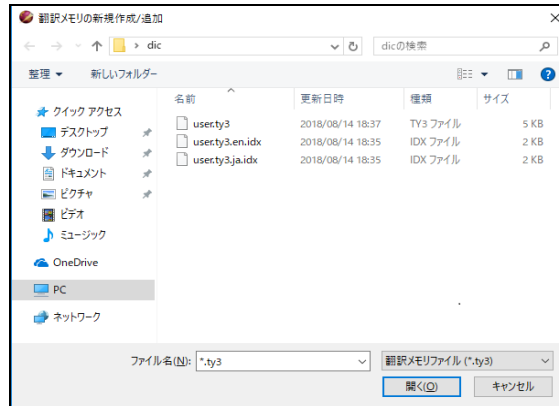 翻訳メモリの新規作成/追加
dic
dicの検索
整理
新しいフォルダー
名前
更新日時
種類
サイズ
クイック アクセス
デスクトップ
ダウンロード
ドキュメント
ピクチャ
ビデオ
ミュージック
OneDrive
PC
ネットワーク
user.ty3 2018/08/14 18:37 TY3 ファイル 5 KB
user.ty3.en.idx 2018/08/14 18:35 IDX ファイル 2 KB
user.ty3.ja.idx 2018/08/14 18:35 IDX ファイル 2 KB
ファイル名(N): *.ty3
翻訳メモリファイル (*.ty3)
開く(O)
キャンセル